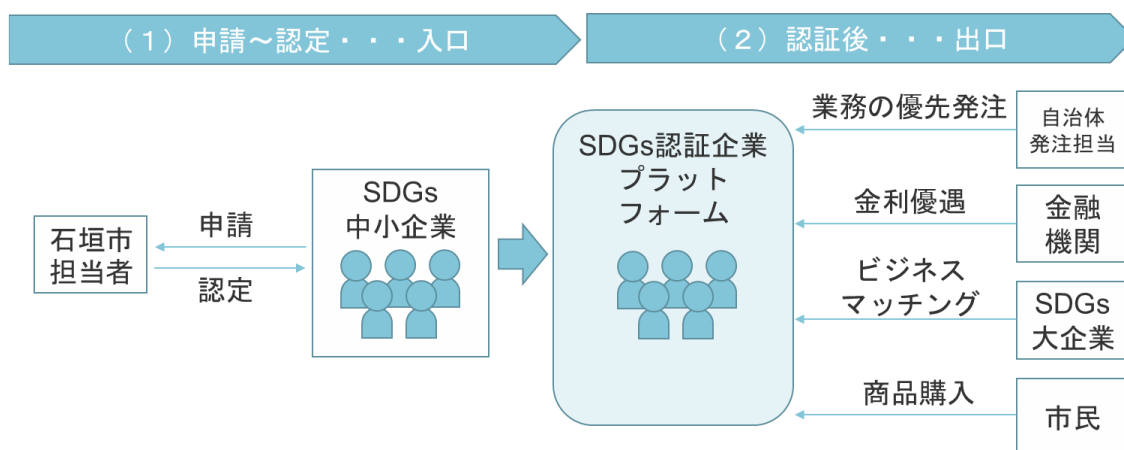 （１）申請～認定・・・入口
（２）認証後・・・出口
石垣市
担当者
申請
認定
SDGs
中小企業
SDGs認証企業
プラット
フォーム
業務の優先発注
自治体
発注担当
金利優遇
金融
機関
ビジネス
マッチング
SDGs
大企業
商品購入
市民